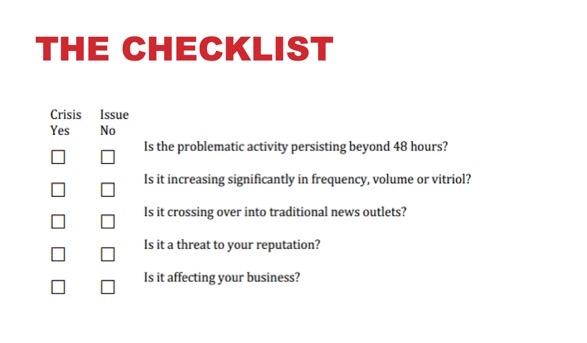 THE CHECKLIST
Crisis Issue
Yes No
Is the problematic activity persisting beyond 48 hours?
Is it increasing significantly in frequency, volume or vitriol?
Is it crossing over into traditional news outlets?
Is it a threat to your reputation?
Is it affecting your business?